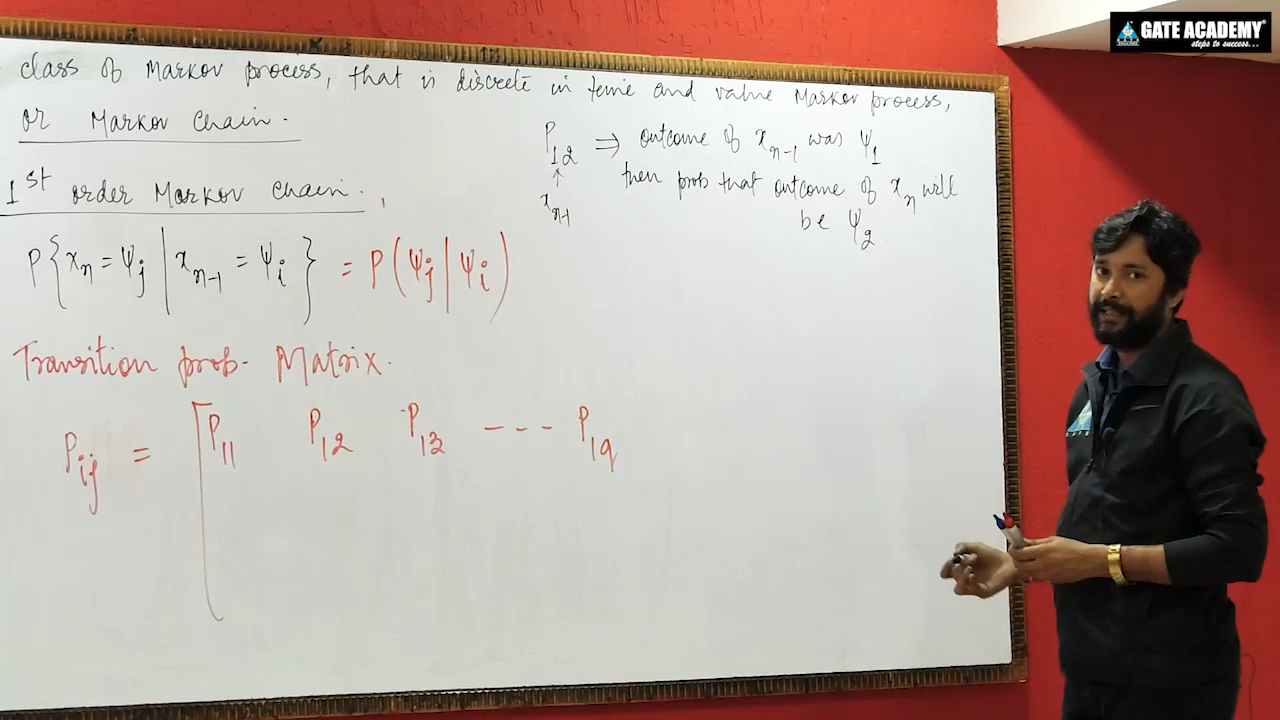 GATE ACADEMY®
steps to success...
class of Markov process, that is discrete in time and value Markov process,
or Markov chain.
P₁₂ ⇒ outcome of xₙ₋₁ was ψ₁
↑
xₙ₋₁
then prob that outcome of xₙ will
be ψ₂
1st order Markov chain.
P{xₙ = ψⱼ | xₙ₋₁ = ψᵢ} = P(ψⱼ | ψᵢ)
Transition prob. Matrix.
Pᵢⱼ = [P₁₁ P₁₂ P₁₃ --- P₁q